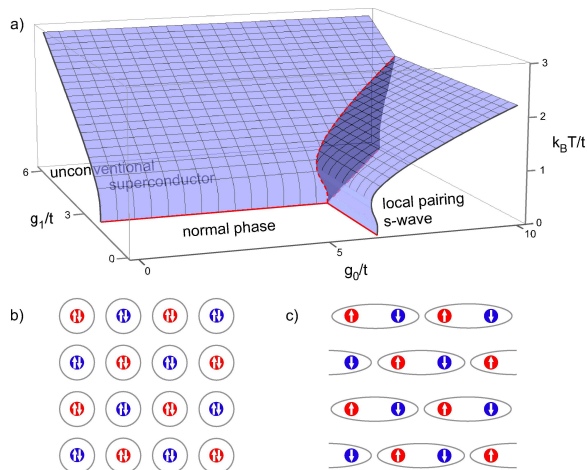 a)
3
2
k_BT/t
1
0
6
unconventional
superconductor
3
g₁/t
0
normal phase
local pairing
s-wave
0
5
10
g₀/t
b)
c)